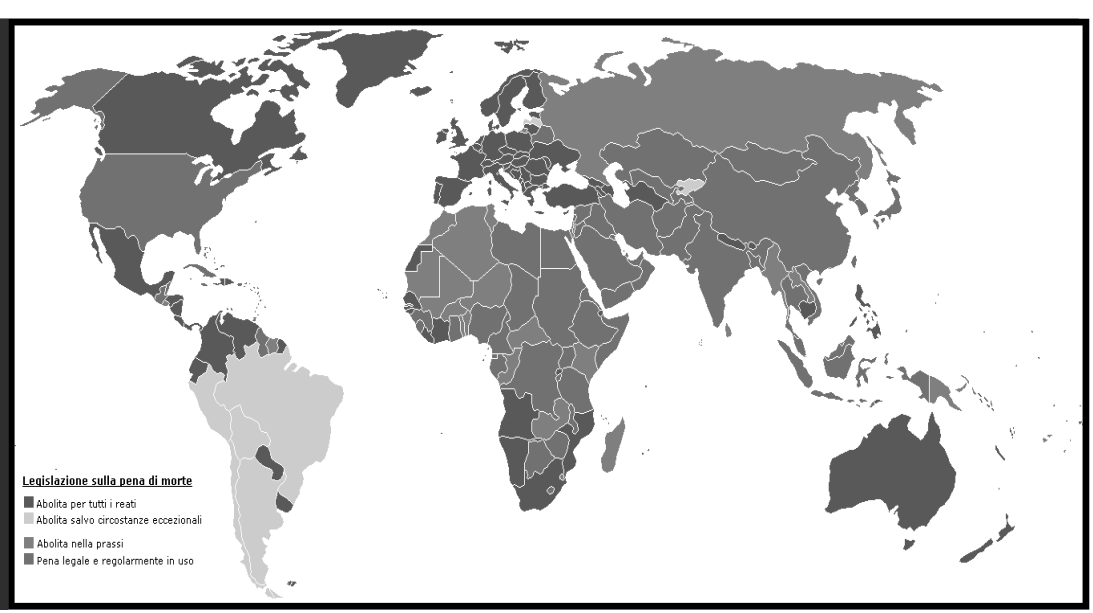 Legislazione sulla pena di morte
Abolita per tutti i reati
Abolita salvo circostanze eccezionali
Abolita nella prassi
Pena legale e regolarmente in uso